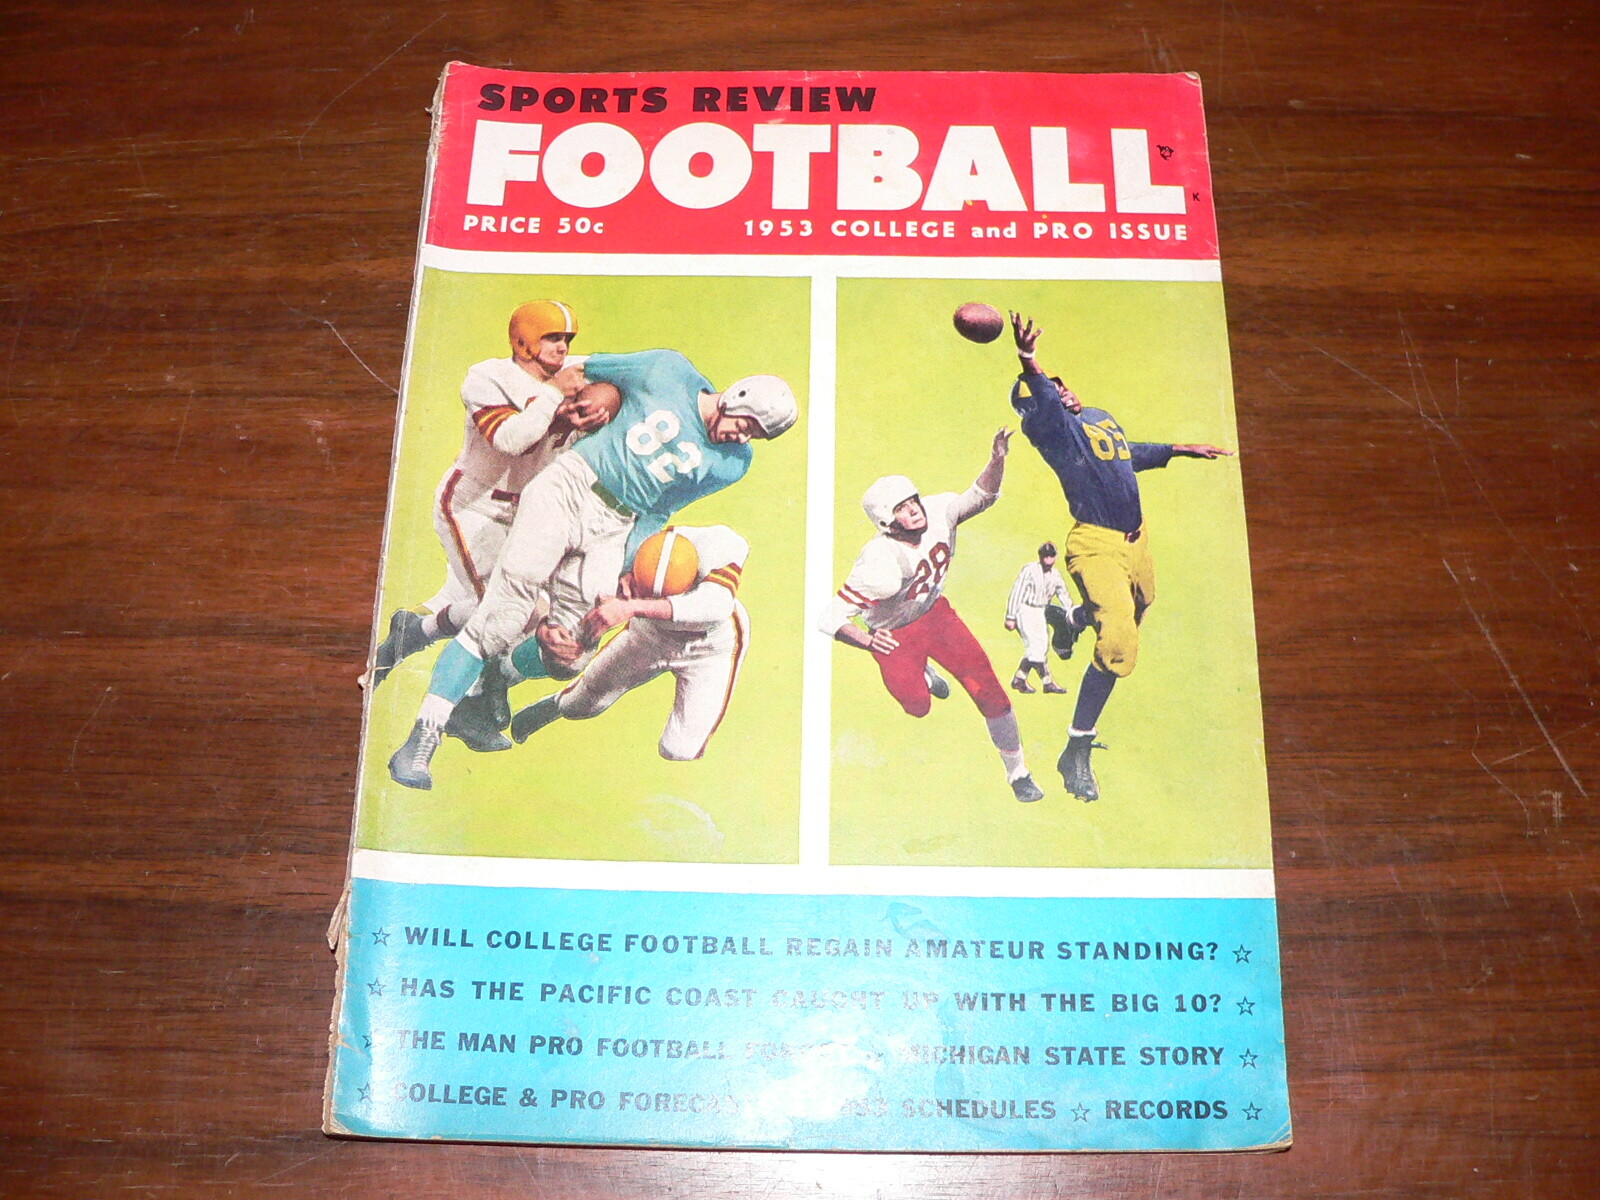 SPORTS REVIEW
FOOTBALL
K
PRICE 50c 1953 COLLEGE and PRO ISSUE
82
85
28
☆ WILL COLLEGE FOOTBALL REGAIN AMATEUR STANDING? ☆
☆ HAS THE PACIFIC COAST CAUGHT UP WITH THE BIG 10? ☆
☆ THE MAN PRO FOOTBALL MICHIGAN STATE STORY ☆
☆ COLLEGE & PRO SCHEDULES ☆ RECORDS ☆